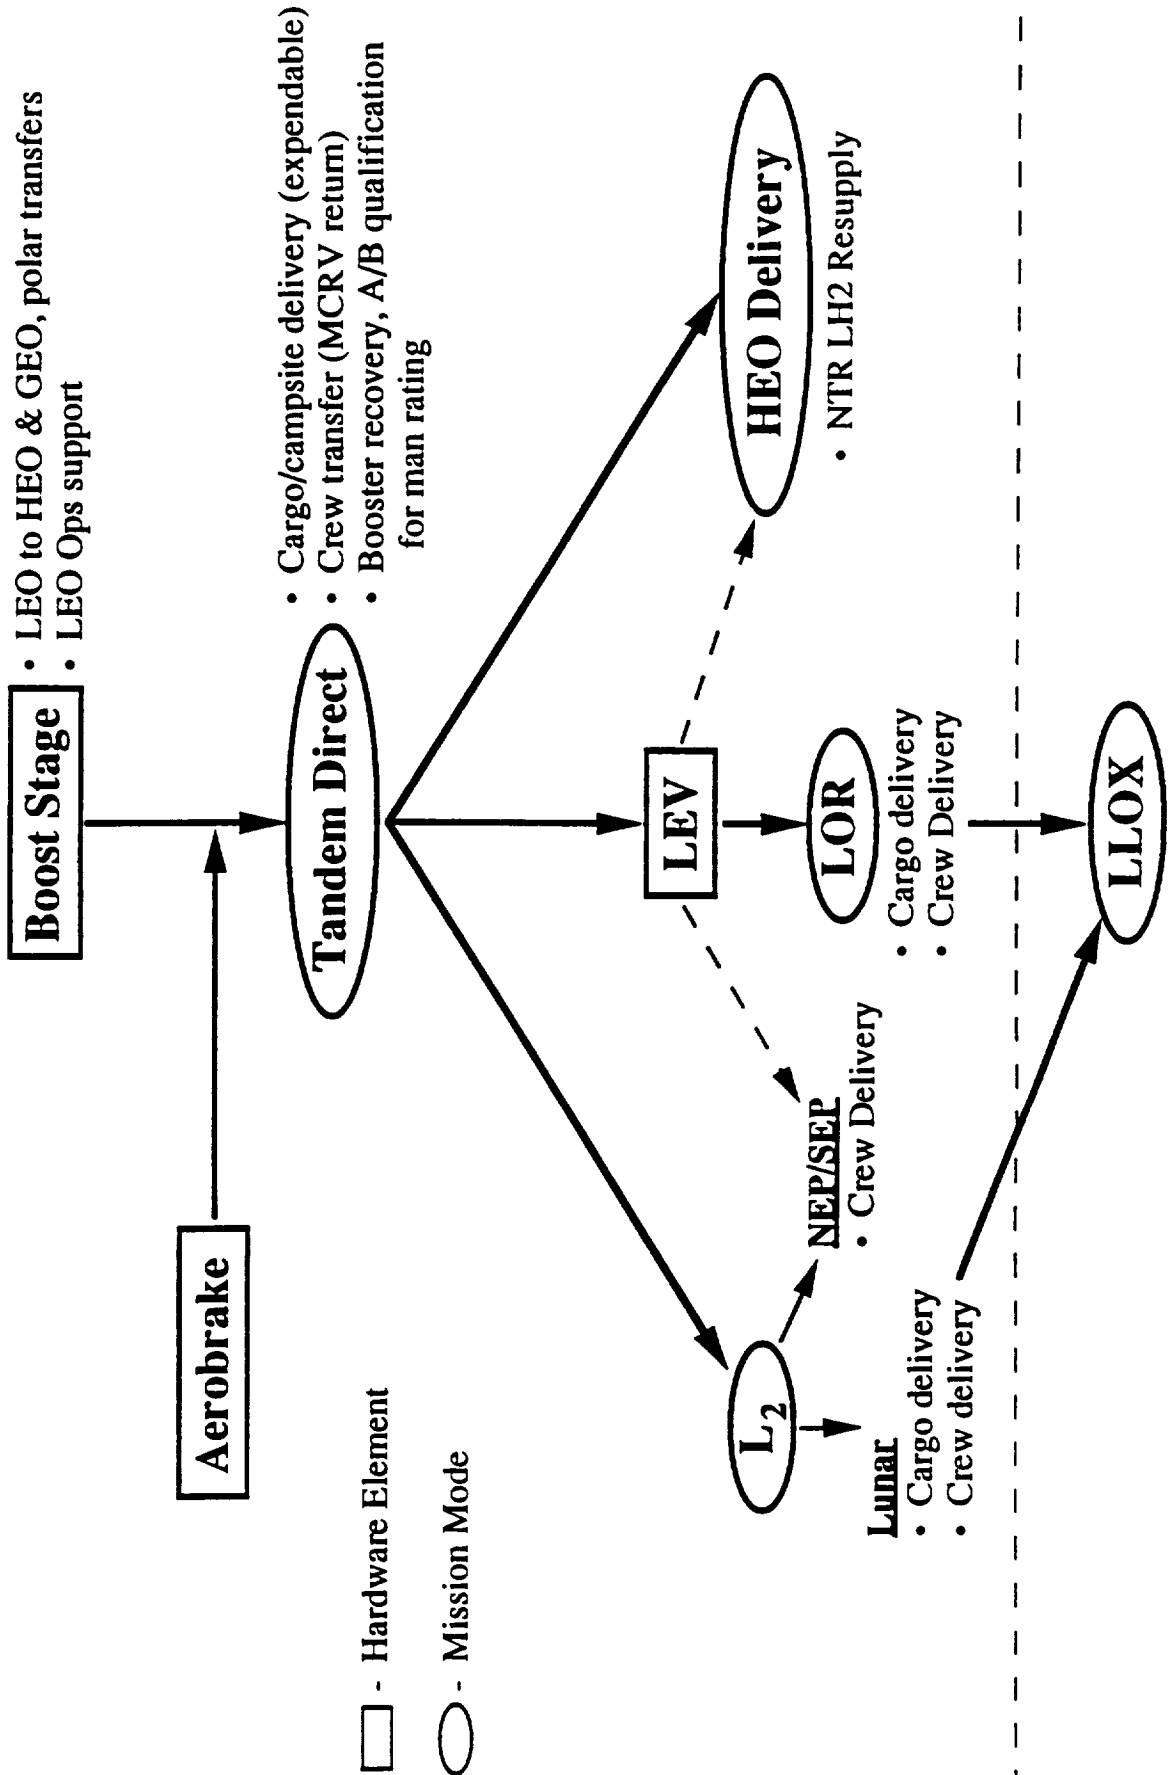 Boost Stage
• LEO to HEO & GEO, polar transfers
• LEO Ops support
Aerobrake
Tandem Direct
• Cargo/campsite delivery (expendable)
• Crew transfer (MCRV return)
• Booster recovery, A/B qualification
for man rating
- Hardware Element
- Mission Mode
L2
LEV
HEO Delivery
• NTR LH2 Resupply
NEP/SEP
• Crew Delivery
LOR
• Cargo delivery
• Crew Delivery
Lunar
• Cargo delivery
• Crew delivery
LLOX